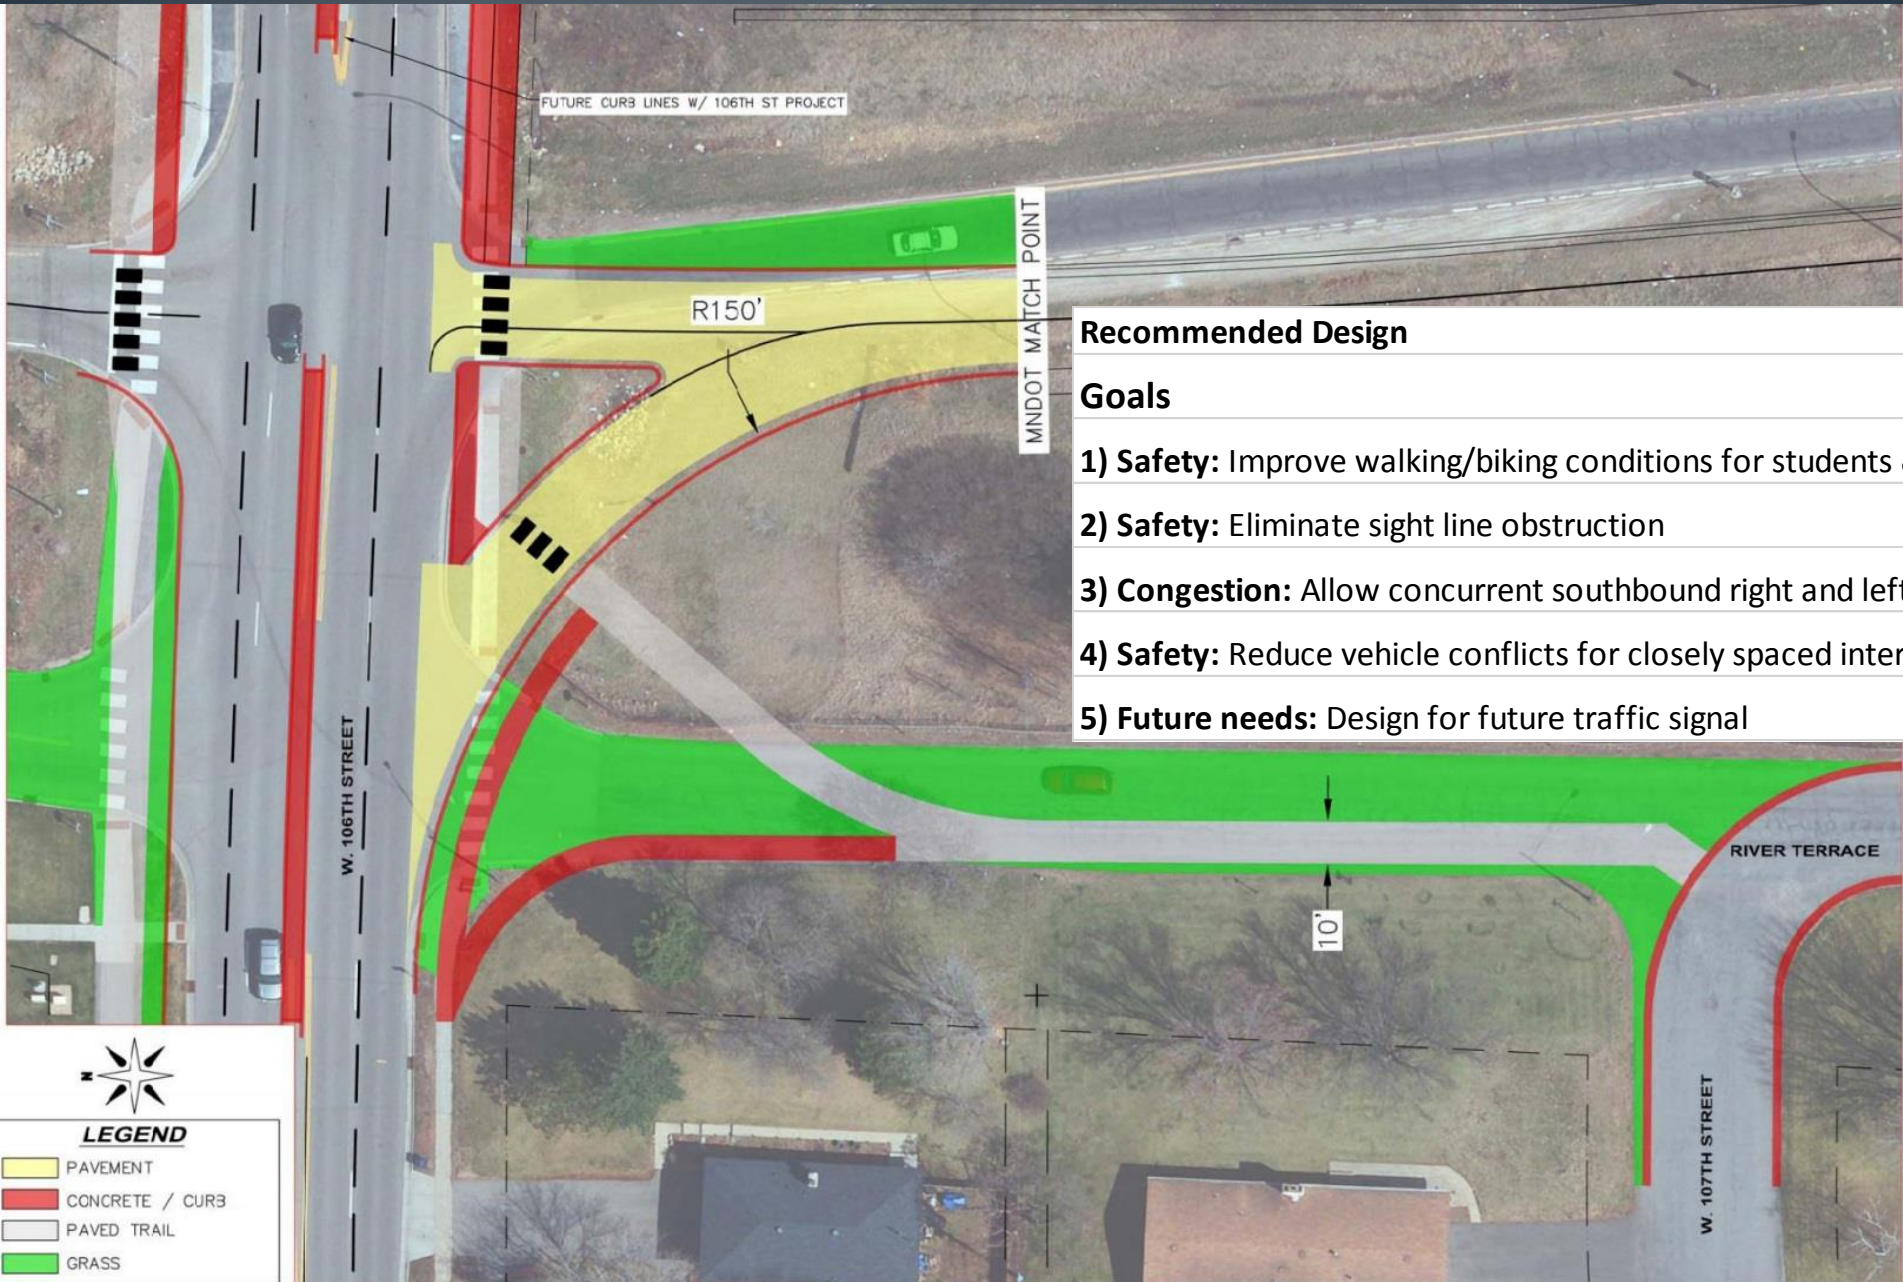 FUTURE CURB LINES W/ 106TH ST PROJECT
R150'
MNDOT MATCH POINT
Recommended Design
Goals
1) Safety: Improve walking/biking conditions for students
2) Safety: Eliminate sight line obstruction
3) Congestion: Allow concurrent southbound right and left
4) Safety: Reduce vehicle conflicts for closely spaced inter
5) Future needs: Design for future traffic signal
W. 106TH STREET
RIVER TERRACE
10'
W. 107TH STREET
N
LEGEND
PAVEMENT
CONCRETE / CURB
PAVED TRAIL
GRASS